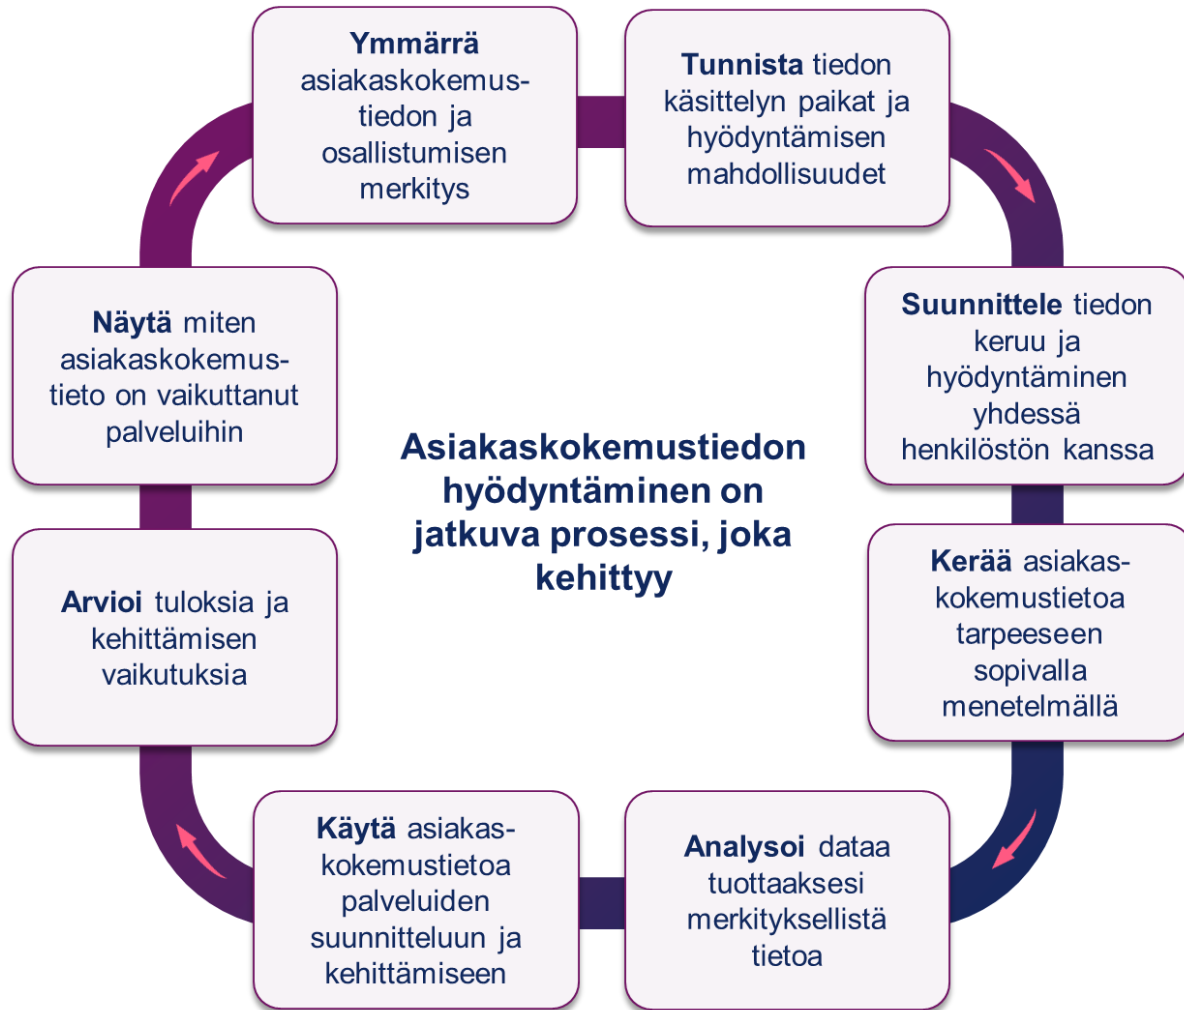 Ymmärrä
asiakaskokemus-
tiedon ja
osallistumisen
merkitys
Tunnista tiedon
käsittelyn paikat ja
hyödyntämisen
mahdollisuudet
Suunnittele tiedon
keruu ja
hyödyntäminen
yhdessä
henkilöstön kanssa
Kerää asiakas-
kokemustietoa
tarpeeseen
sopivalla
menetelmällä
Analysoi dataa
tuottaaksesi
merkityksellistä
tietoa
Käytä asiakas-
kokemustietoa
palveluiden
suunnitteluun ja
kehittämiseen
Arvioi tuloksia ja
kehittämisen
vaikutuksia
Näytä miten
asiakaskokemus-
tieto on vaikuttanut
palveluihin
Asiakaskokemustiedon
hyödyntäminen on
jatkuva prosessi, joka
kehittyy